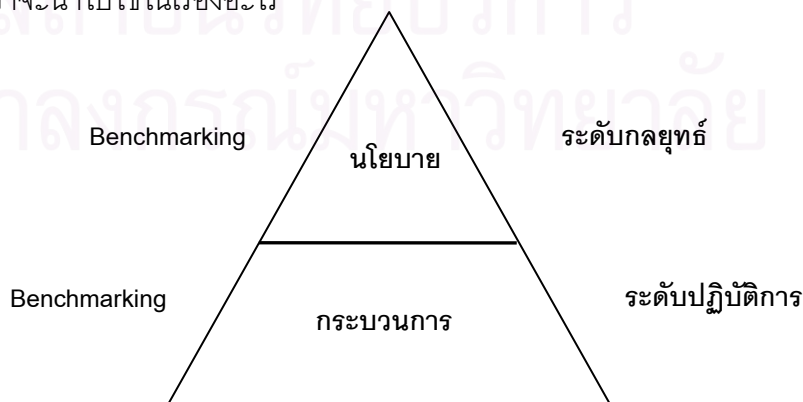 Benchmarking
นโยบาย
ระดับกลยุทธ์
Benchmarking
กระบวนการ
ระดับปฏิบัติการ